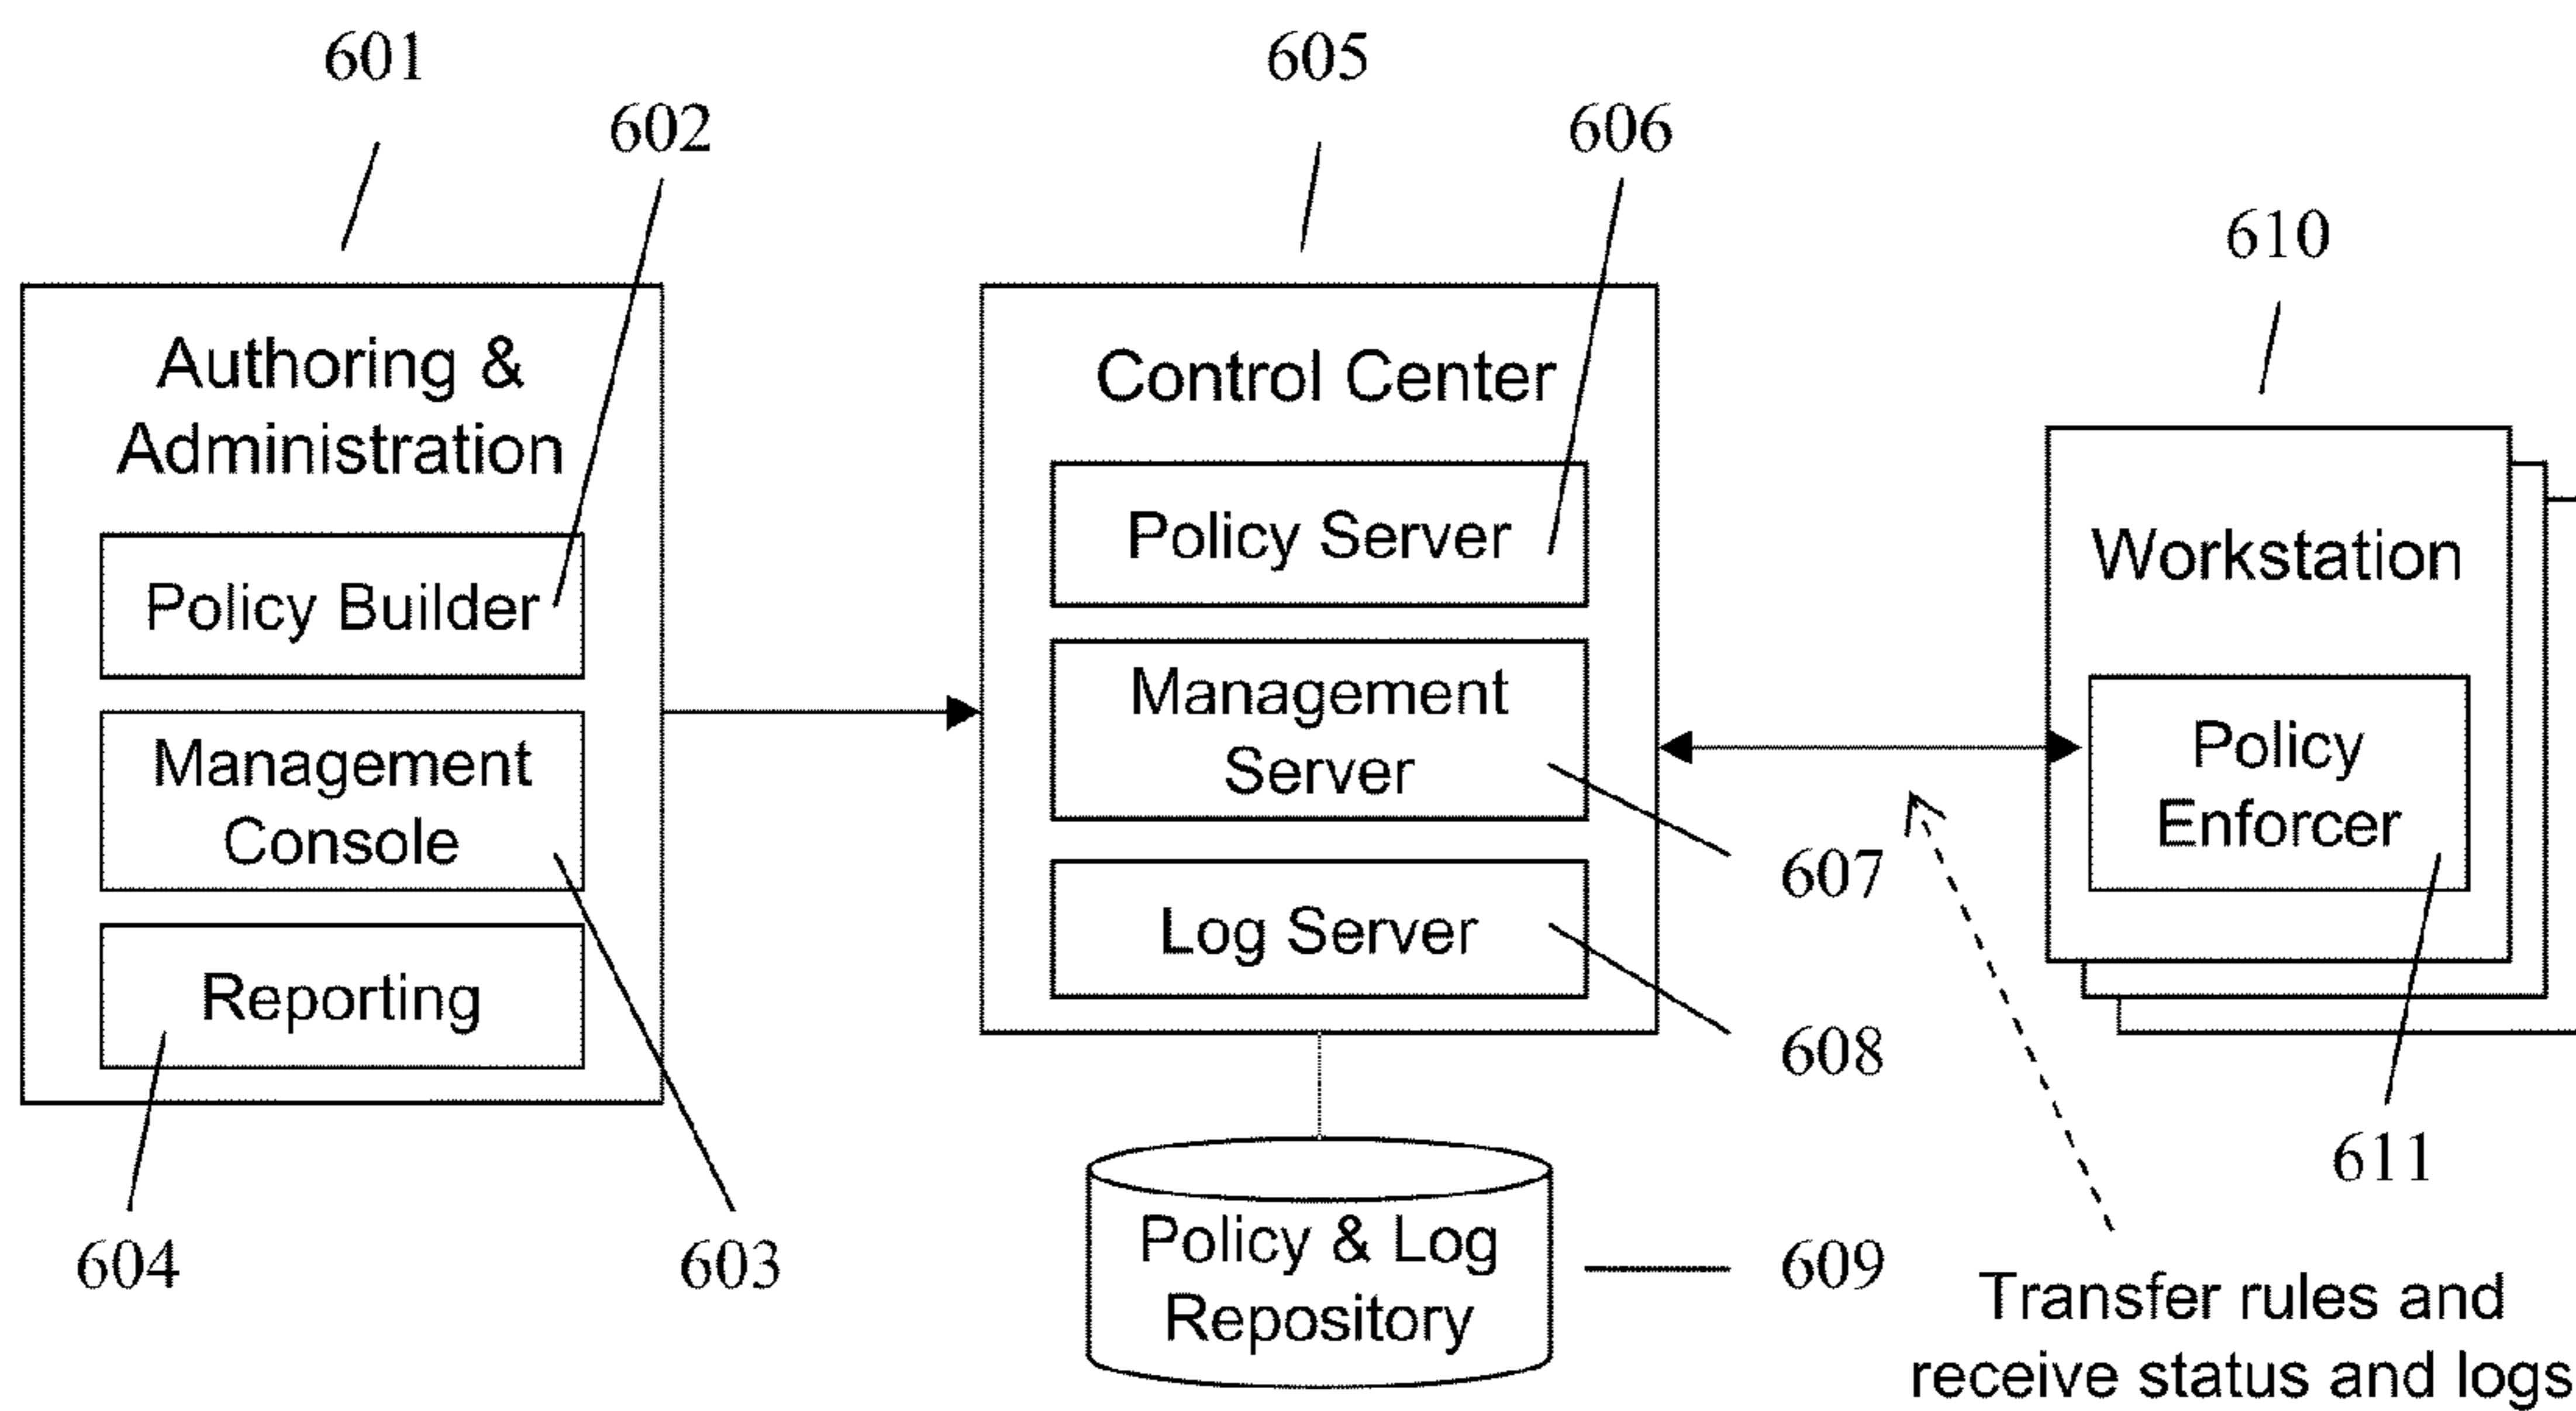 601
602
605
606
610
Authoring &
Administration
Policy Builder
Management
Console
Reporting
604
603
Control Center
Policy Server
Management
Server
Log Server
607
608
Policy & Log
Repository
609
Workstation
Policy
Enforcer
611
Transfer rules and
receive status and logs